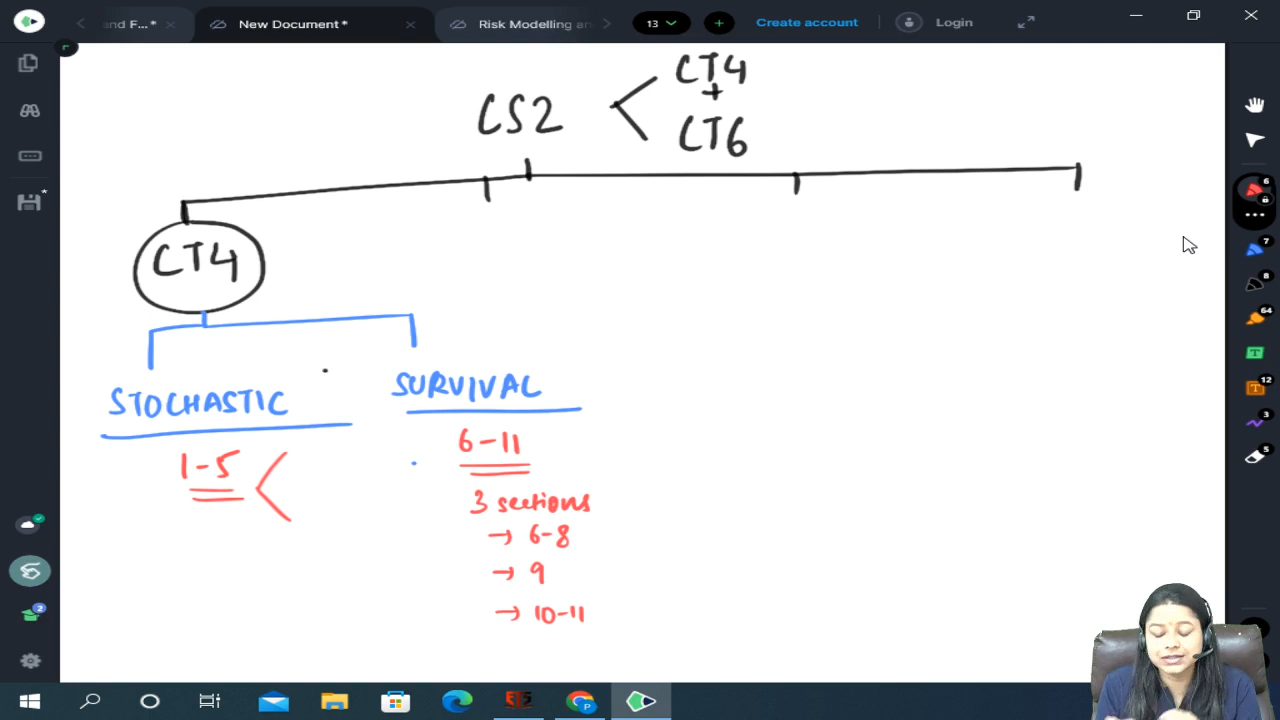 and F...*
New Document *
Risk Modelling an
13
Create account
Login
CS2
CT4
+
CT6
CT4
STOCHASTIC
SURVIVAL
1-5
6-11
3 sections
→ 6-8
→ 9
→ 10-11
6
7
8
64
12
3
5
2